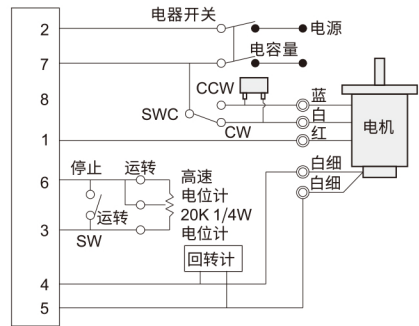 电器开关
2
电源
7
电容量
CCW
8
SWC
蓝
白
CW
1
红
电机
停止
运转
高速
白细
6
电位计
白细
运转
20K 1/4W
3
电位计
SW
回转计
4
5